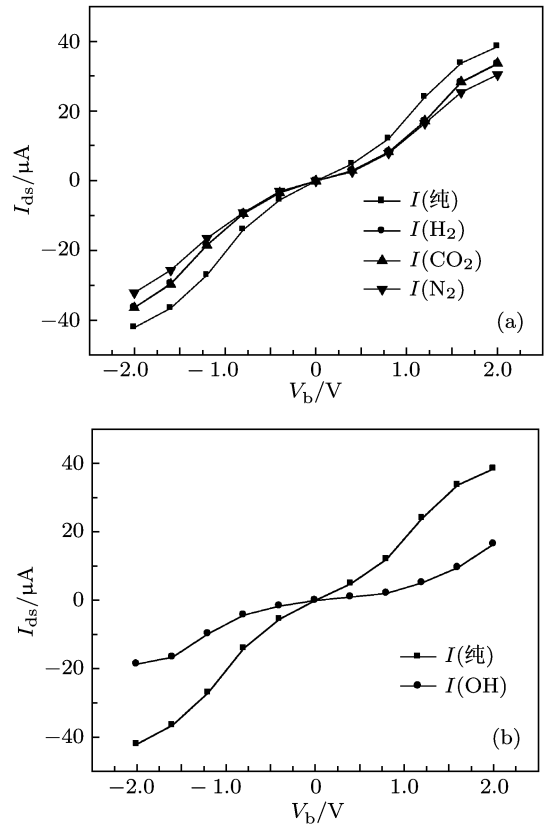 40
20
0
−20
−40
I_ds/μA
I(纯)
I(H₂)
I(CO₂)
I(N₂)
(a)
−2.0 −1.0 0 1.0 2.0
V_b/V
40
20
0
−20
−40
I_ds/μA
I(纯)
I(OH)
(b)
−2.0 −1.0 0 1.0 2.0
V_b/V